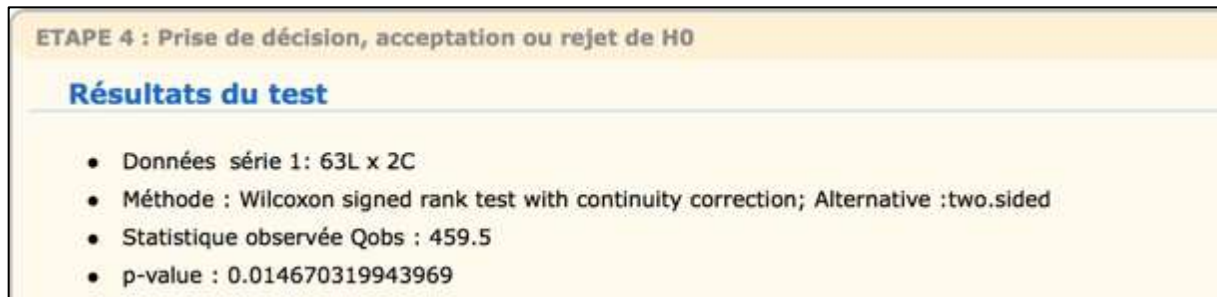 ETAPE 4 : Prise de décision, acceptation ou rejet de H0
Résultats du test
• Données série 1: 63L x 2C
• Méthode : Wilcoxon signed rank test with continuity correction; Alternative :two.sided
• Statistique observée Qobs : 459.5
• p-value : 0.014670319943969